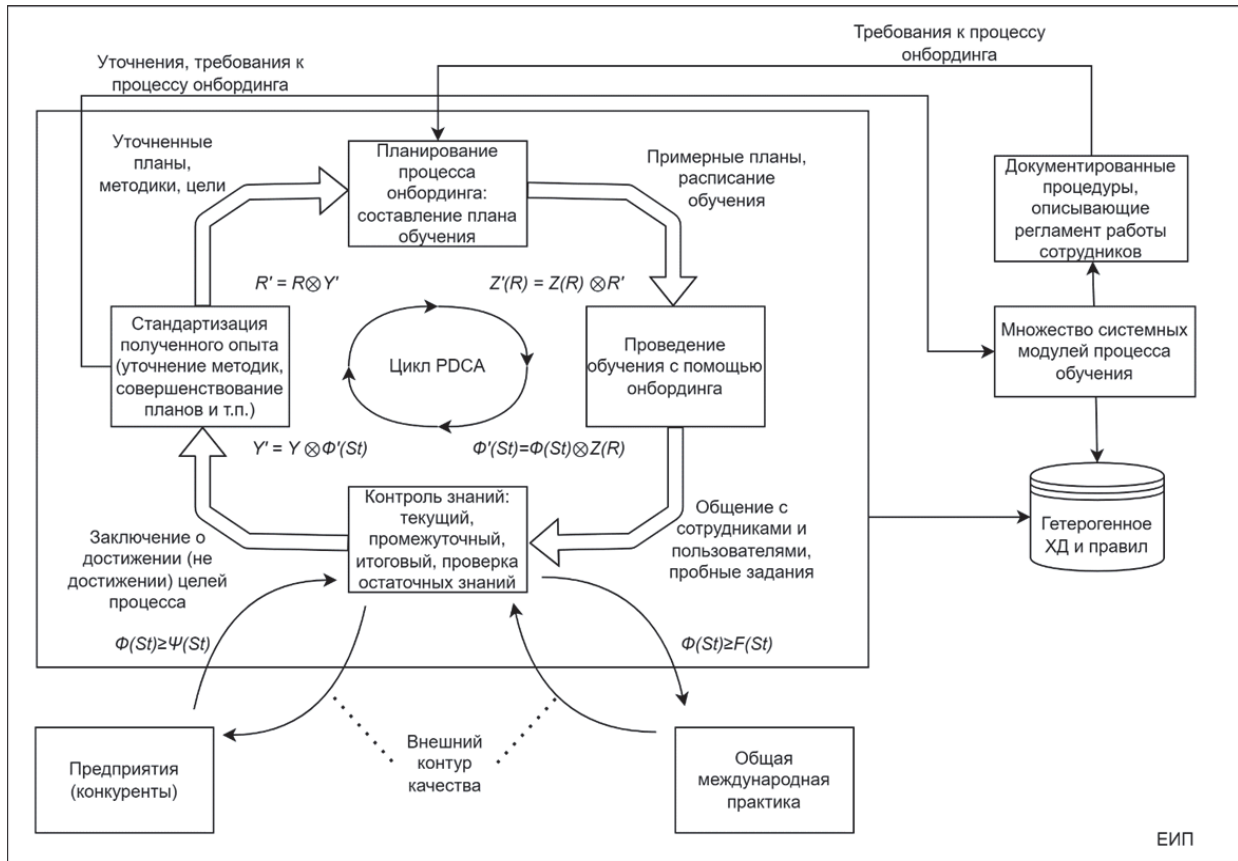 Требования к процессу
онбординга
Уточнения, требования к
процессу онбординга
Уточненные
планы,
методики, цели
Планирование
процесса
онбординга:
составление плана
обучения
Примерные планы,
расписание
обучения
Документированные
процедуры,
описывающие
регламент работы
сотрудников
R' = R⊗Y'
Z'(R) = Z(R) ⊗R'
Стандартизация
полученного опыта
(уточнение методик,
совершенствование
планов и т.п.)
Цикл PDCA
Проведение
обучения с помощью
онбординга
Множество системных
модулей процесса
обучения
Y' = Y ⊗Φ'(St)
Φ'(St)=Φ(St)⊗Z(R)
Контроль знаний:
текущий,
промежуточный,
итоговый, проверка
остаточных знаний
Заключение о
достижении (не
достижении) целей
процесса
Общение с
сотрудниками и
пользователями,
пробные задания
Гетерогенное
ХД и правил
Φ(St)≥Ψ(St)
Φ(St)≥F(St)
Предприятия
(конкуренты)
Внешний
контур
качества
Общая
международная
практика
ЕИП